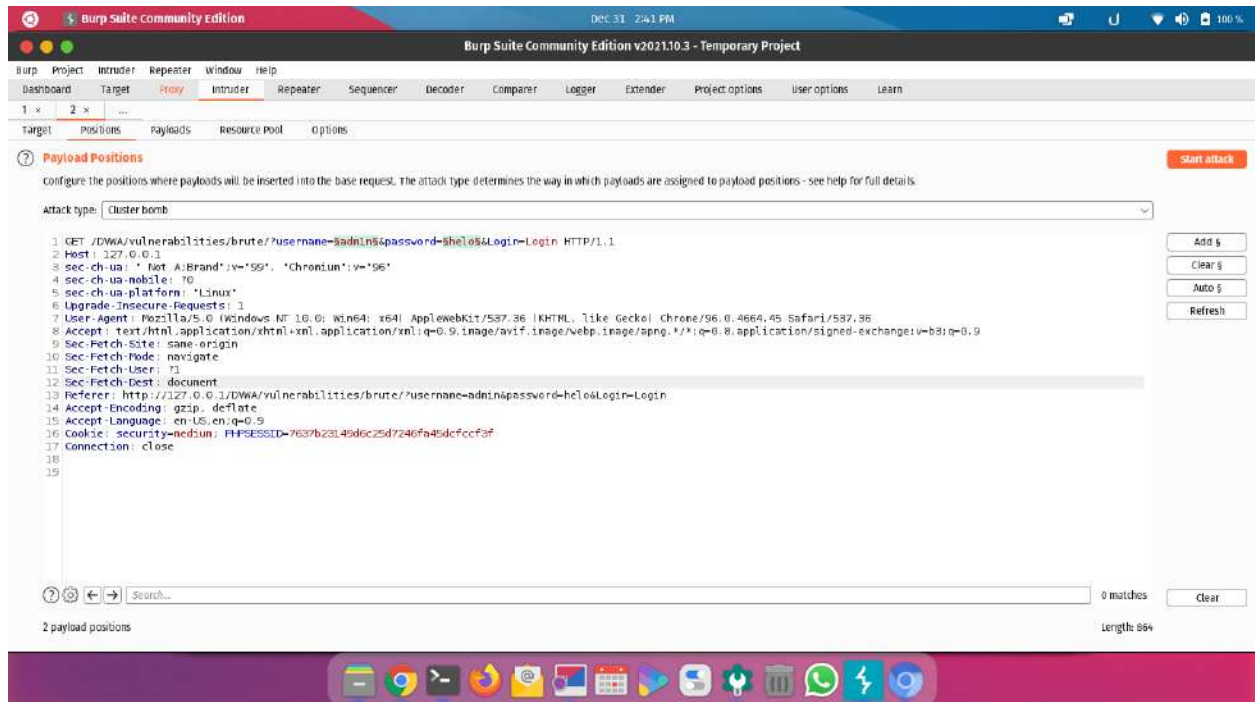 Burp Suite Community Edition
Dec 31 2:41 PM
100 %
Burp Suite Community Edition v2021.10.3 - Temporary Project
Burp Project Intruder Repeater Window Help
Dashboard Target Proxy Intruder Repeater Sequencer Decoder Comparer Logger Extender Project options User options Learn
1 × 2 × ...
Target Positions Payloads Resource Pool Options
? Payload Positions
Start attack
Configure the positions where payloads will be inserted into the base request. The attack type determines the way in which payloads are assigned to payload positions - see help for full details.
Attack type: Cluster bomb
1 GET /DVWA/vulnerabilities/brute/?username=§admin§&password=§helo§&Login=Login HTTP/1.1
2 Host: 127.0.0.1
3 sec-ch-ua: " Not A;Brand";v="99", "Chromium";v="96"
4 sec-ch-ua-mobile: ?0
5 sec-ch-ua-platform: "Linux"
6 Upgrade-Insecure-Requests: 1
7 User-Agent: Mozilla/5.0 (Windows NT 10.0; Win64; x64) AppleWebKit/537.36 (KHTML, like Gecko) Chrome/96.0.4664.45 Safari/537.36
8 Accept: text/html,application/xhtml+xml,application/xml;q=0.9,image/avif,image/webp,image/apng,*/*;q=0.8,application/signed-exchange;v=b3;q=0.9
9 Sec-Fetch-Site: same-origin
10 Sec-Fetch-Mode: navigate
11 Sec-Fetch-User: ?1
12 Sec-Fetch-Dest: document
13 Referer: http://127.0.0.1/DVWA/vulnerabilities/brute/?username=admin&password=helo&Login=Login
14 Accept-Encoding: gzip, deflate
15 Accept-Language: en-US,en;q=0.9
16 Cookie: security=medium; PHPSESSID=7637b23149d6c25d7246fa45dcfccf3f
17 Connection: close
18
19
Add §
Clear §
Auto §
Refresh
? Search...
0 matches
Clear
2 payload positions
Length: 864